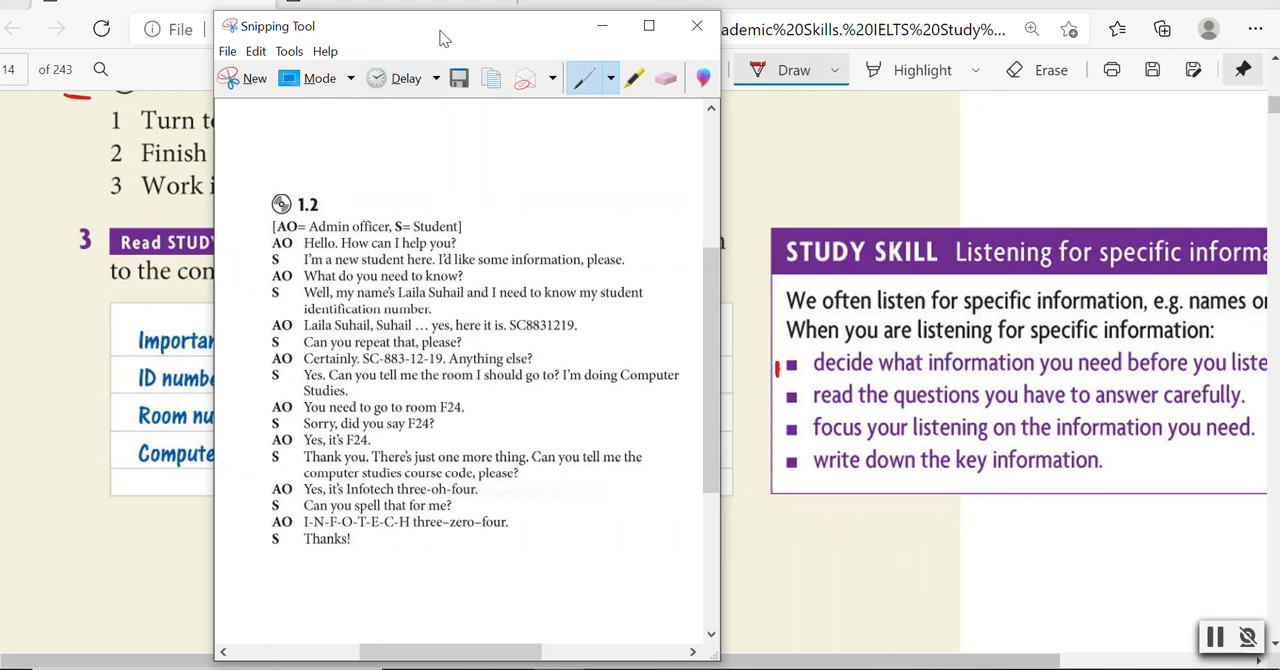 Snipping Tool
File Edit Tools Help
New Mode Delay
File
ademic%20Skills.%20IELTS%20Study%...
14 of 243
Draw Highlight Erase
1 Turn
2 Finish
3 Work
3 Read STUD
to the
Importan
ID
Room
1.2
[AO= Admin officer, S= Student]
AO Hello. How can I help you?
S I'm a new student here. I'd like some information, please.
AO What do you need to know?
S Well, my name's Laila Suhail and I need to know my student
identification number.
AO Laila Suhail, Suhail … yes, here it is. SC8831219.
S Can you repeat that, please?
AO Certainly. SC-883-12-19. Anything else?
S Yes. Can you tell me the room I should go to? I'm doing Computer
Studies.
AO You need to go to room F24.
S Sorry, did you say F24?
AO Yes, it's F24.
S Thank you. There's just one more thing. Can you tell me the
computer studies course code, please?
AO Yes, it's Infotech three-oh-four.
S Can you spell that for me?
AO I-N-F-O-T-E-C-H three–zero–four.
S Thanks!
STUDY SKILL Listening for specific informa
We often listen for specific information, e.g. names o
When you are listening for specific information:
▪ decide what information you need before you liste
▪ read the questions you have to answer carefully.
▪ focus your listening on the information you need.
▪ write down the key information.